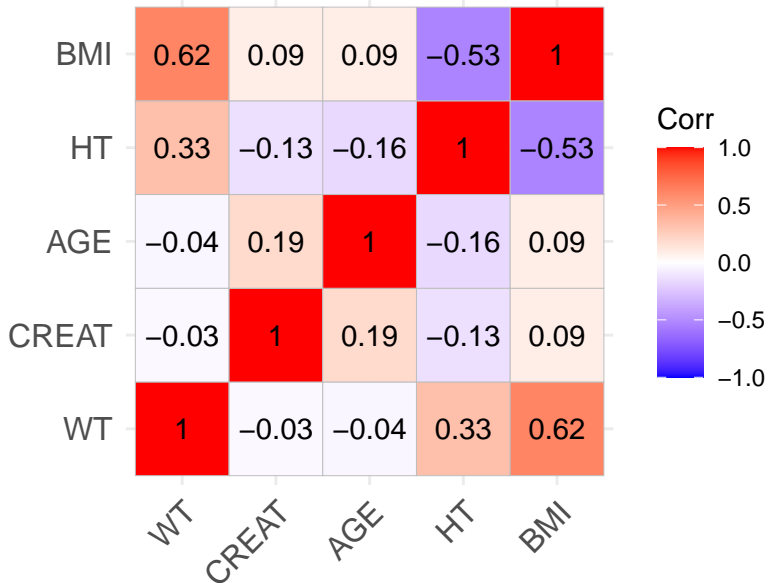 BMI 0.62 0.09 0.09 −0.53 1
HT 0.33 −0.13 −0.16 1 −0.53
AGE −0.04 0.19 1 −0.16 0.09
CREAT −0.03 1 0.19 −0.13 0.09
WT 1 −0.03 −0.04 0.33 0.62
WT CREAT AGE HT BMI
Corr
1.0
0.5
0.0
−0.5
−1.0